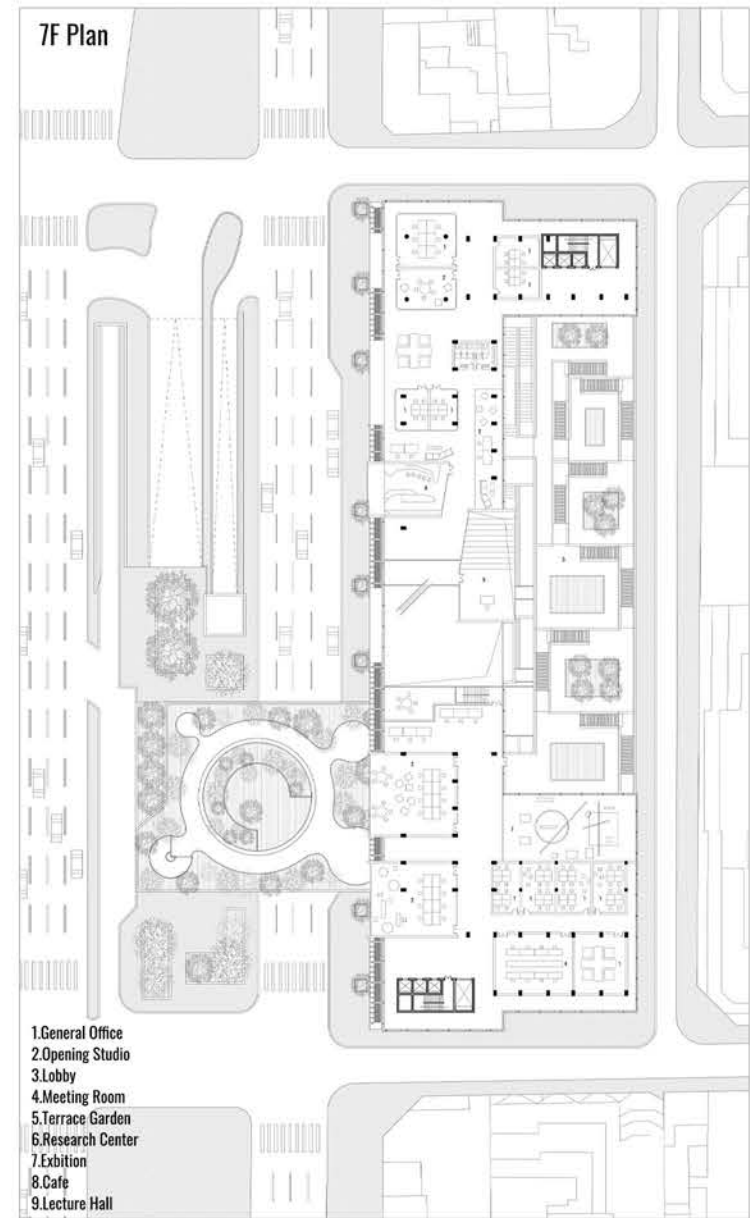 7F Plan
1.General Office
2.Opening Studio
3.Lobby
4.Meeting Room
5.Terrace Garden
6.Research Center
7.Exbition
8.Cafe
9.Lecture Hall